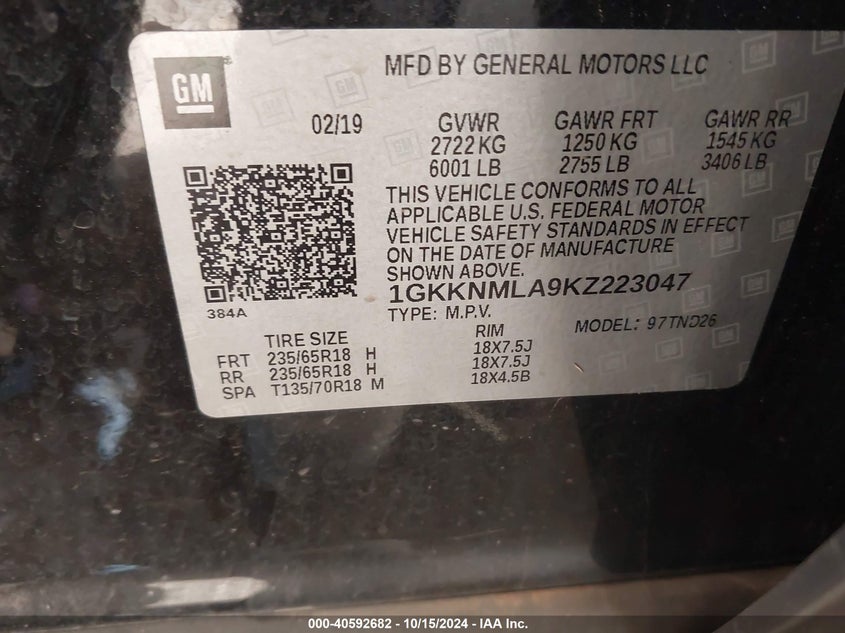 GM
MFD BY GENERAL MOTORS LLC
02/19 GVWR GAWR FRT GAWR RR
2722 KG 1250 KG 1545 KG
6001 LB 2755 LB 3406 LB
THIS VEHICLE CONFORMS TO ALL
APPLICABLE U.S. FEDERAL MOTOR
VEHICLE SAFETY STANDARDS IN EFFECT
ON THE DATE OF MANUFACTURE
SHOWN ABOVE.
1GKKNMLA9KZ223047
384A
TYPE: M.P.V. MODEL: 97TND26
TIRE SIZE RIM
FRT 235/65R18 H 18X7.5J
RR 235/65R18 H 18X7.5J
SPA T135/70R18 M 18X4.5B
000-40592682 - 10/15/2024 - IAA Inc.